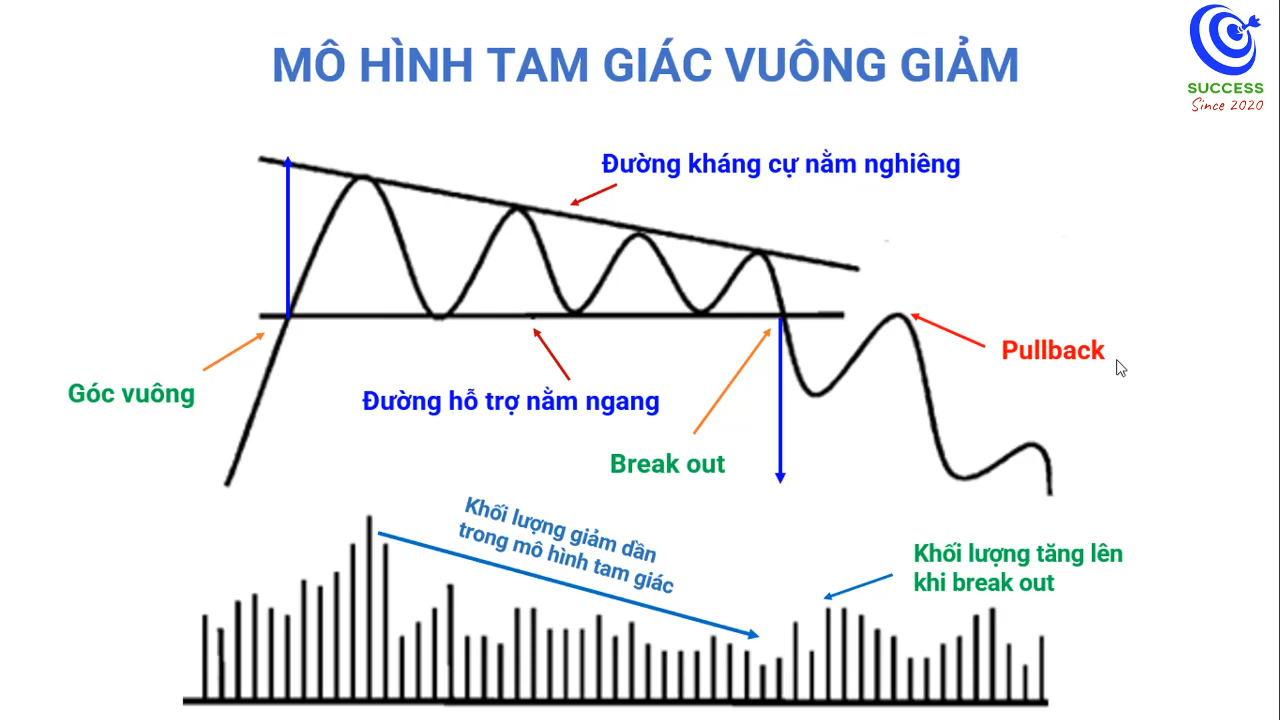 SUCCESS
Since 2020
MÔ HÌNH TAM GIÁC VUÔNG GIẢM
Đường kháng cự nằm nghiêng
Pullback
Góc vuông
Đường hỗ trợ nằm ngang
Break out
Khối lượng giảm dần
trong mô hình tam giác
Khối lượng tăng lên
khi break out